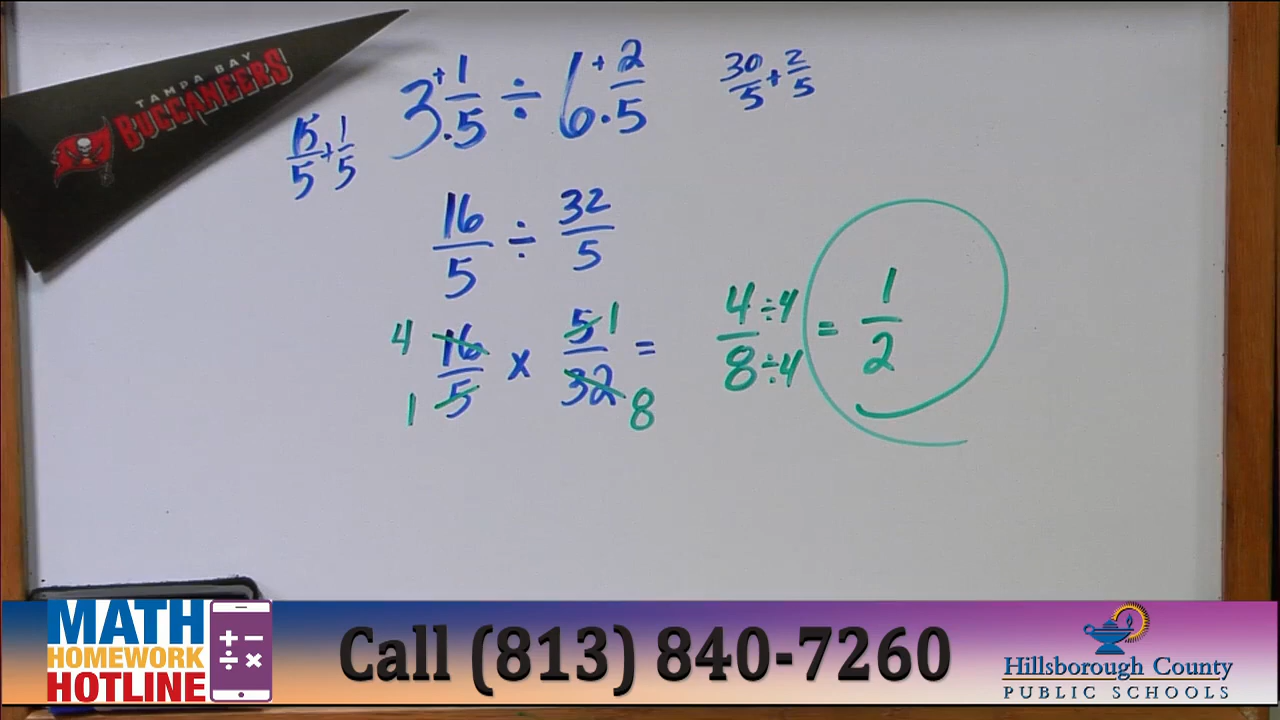 TAMPA BAY
BUCCANEERS
3 + 1/5 ÷ 6 + 2/5
30/5 + 2/5
15/5 + 1/5
16/5 ÷ 32/5
4 16/5 1 × 5/32 1 8 =
4/8 ÷4/÷4 = 1/2
MATH
HOMEWORK
HOTLINE
+ −
÷ ×
Call (813) 840-7260
Hillsborough County
PUBLIC SCHOOLS